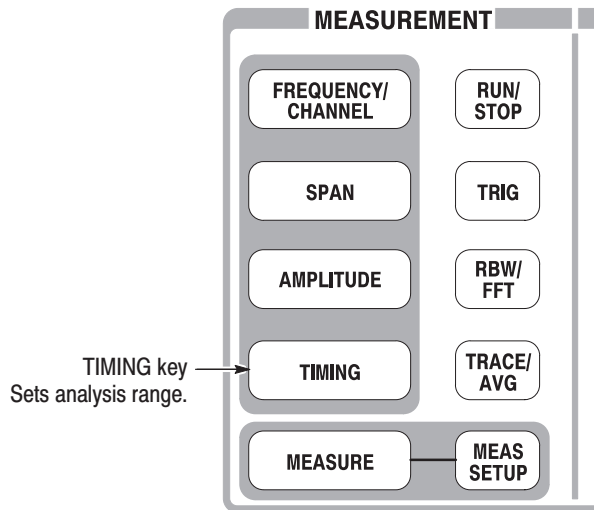 MEASUREMENT
FREQUENCY/
CHANNEL
RUN/
STOP
SPAN
TRIG
AMPLITUDE
RBW/
FFT
TIMING key
Sets analysis range.
TIMING
TRACE/
AVG
MEASURE
MEAS
SETUP